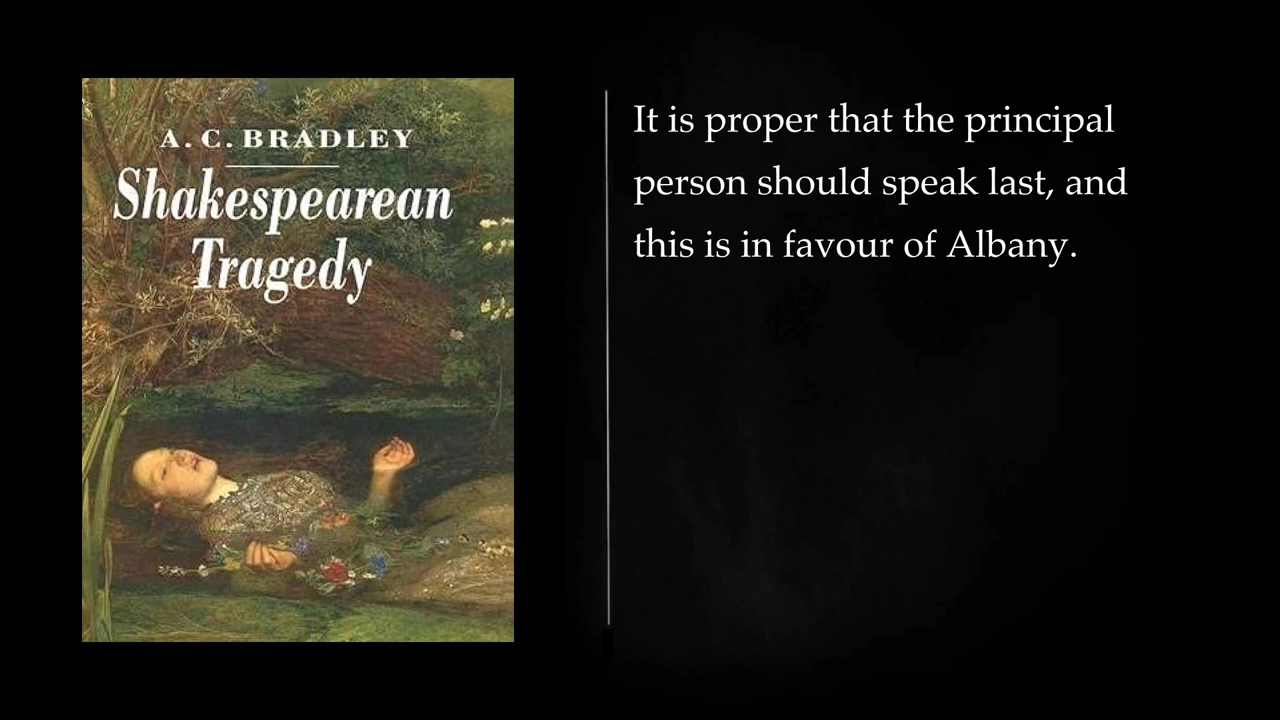 A. C. BRADLEY
Shakespearean
Tragedy
It is proper that the principal
person should speak last, and
this is in favour of Albany.